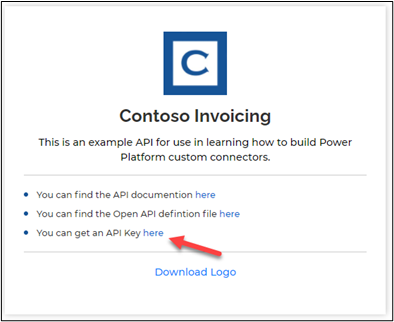 C
Contoso Invoicing
This is an example API for use in learning how to build Power
Platform custom connectors.
You can find the API documention here
You can find the Open API defintion file here
You can get an API Key here
Download Logo